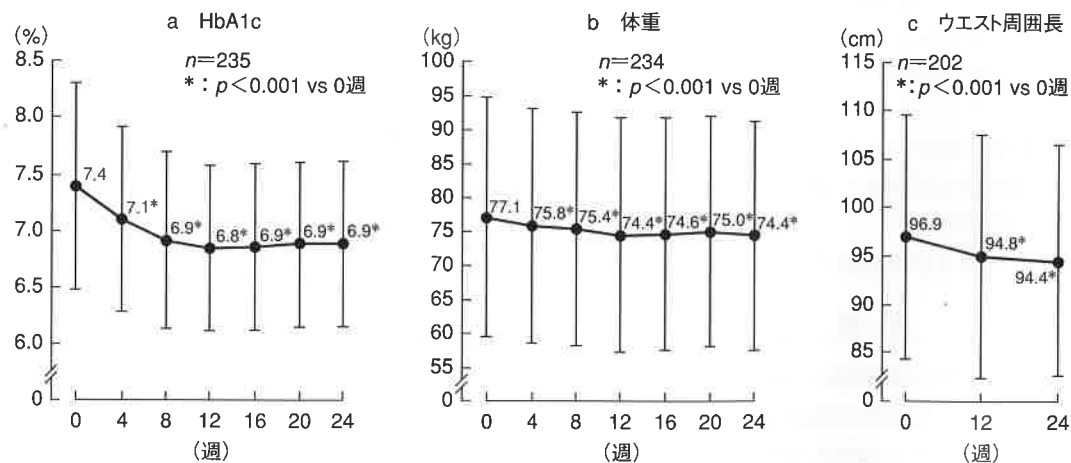 a HbA1c
(%)
n=235
*：p<0.001 vs 0週
8.5
8.0
7.5
7.0
6.5
6.0
0
7.4
7.1*
6.9*
6.8*
6.9*
6.9*
6.9*
0 4 8 12 16 20 24
(週)
b 体重
(kg)
n=234
*：p<0.001 vs 0週
100
95
90
85
80
75
70
65
60
55
0
77.1
75.8*
75.4*
74.4*
74.6*
75.0*
74.4*
0 4 8 12 16 20 24
(週)
c ウエスト周囲長
(cm)
n=202
*：p<0.001 vs 0週
115
110
105
100
95
90
85
0
96.9
94.8*
94.4*
0 12 24
(週)